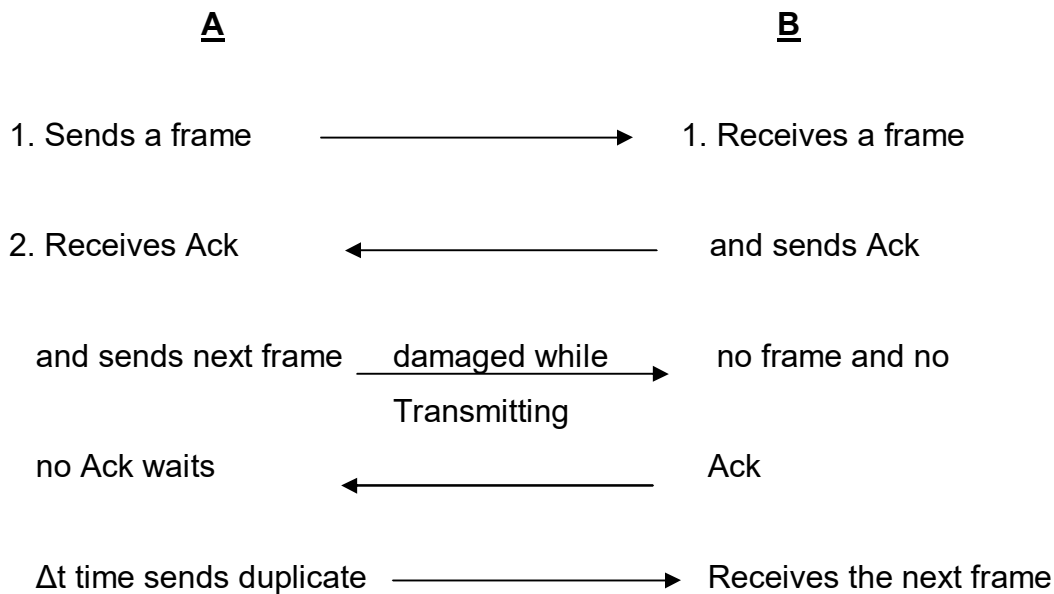 A B
1. Sends a frame 1. Receives a frame
2. Receives Ack and sends Ack
and sends next frame damaged while no frame and no
Transmitting
no Ack waits Ack
Δt time sends duplicate Receives the next frame